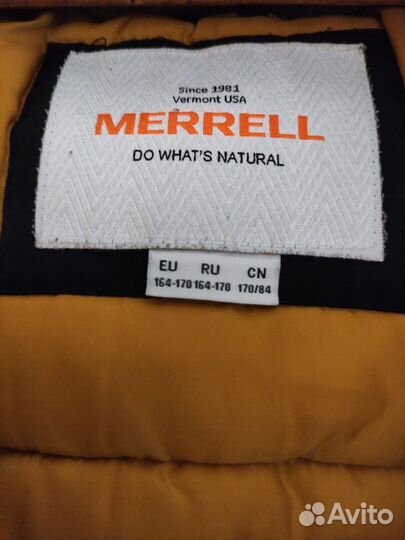 Since 1981
Vermont USA
MERRELL
DO WHAT'S NATURAL
EU RU CN
164-170 164-170 170/84
Avito